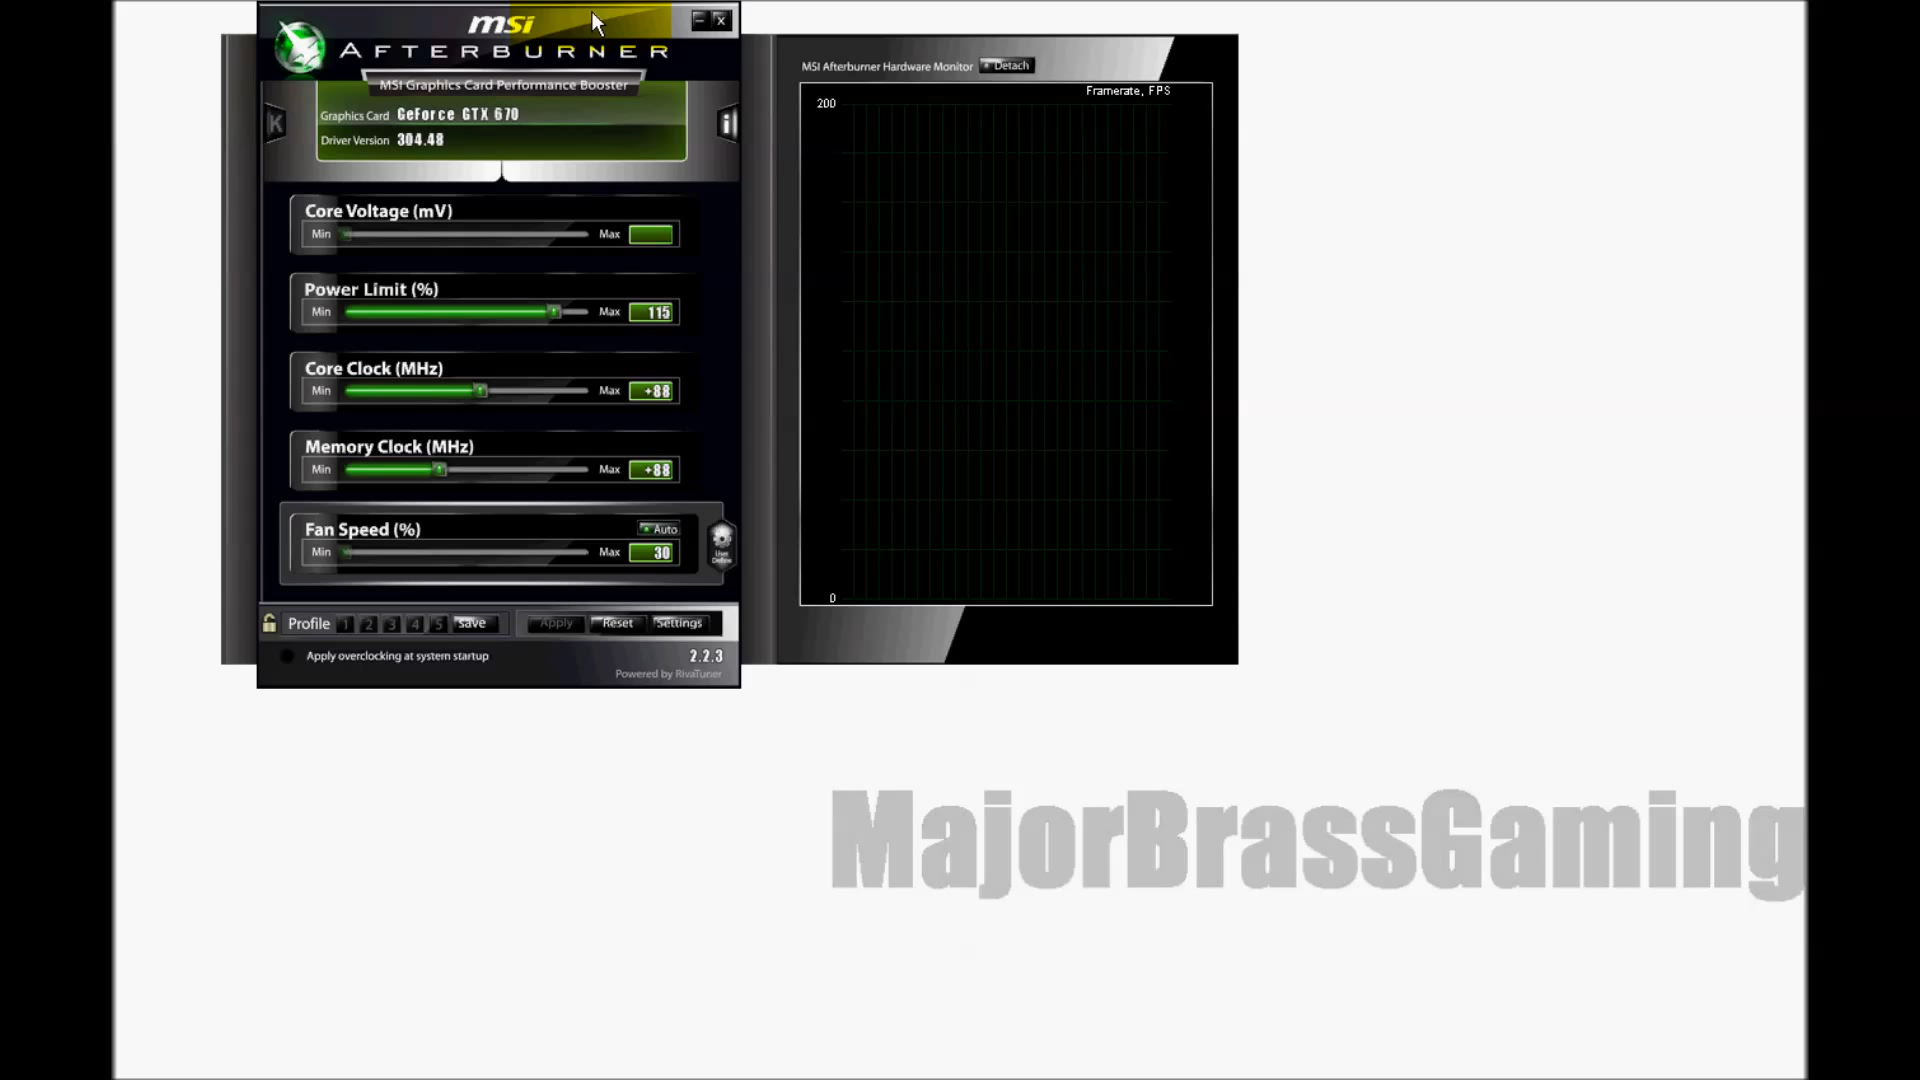 msi
AFTERBURNER
MSI Graphics Card Performance Booster
Graphics Card GeForce GTX 670
Driver Version 304.48
K
i
Core Voltage (mV)
Min Max
Power Limit (%)
Min Max 115
Core Clock (MHz)
Min Max +88
Memory Clock (MHz)
Min Max +88
Fan Speed (%) Auto
Min Max 30
User Define
Profile 1 2 3 4 5 Save Apply Reset Settings
Apply overclocking at system startup 2.2.3
Powered by RivaTuner
MSI Afterburner Hardware Monitor Detach
Framerate, FPS
200
0
MajorBrassGaming